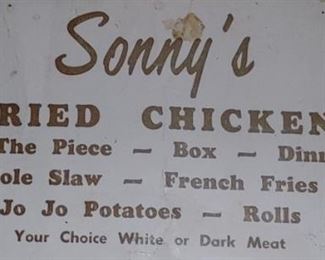 Sonny's
RIED CHICKEN
The Piece – Box – Dinn
ole Slaw – French Fries
Jo Jo Potatoes – Rolls
Your Choice White or Dark Meat